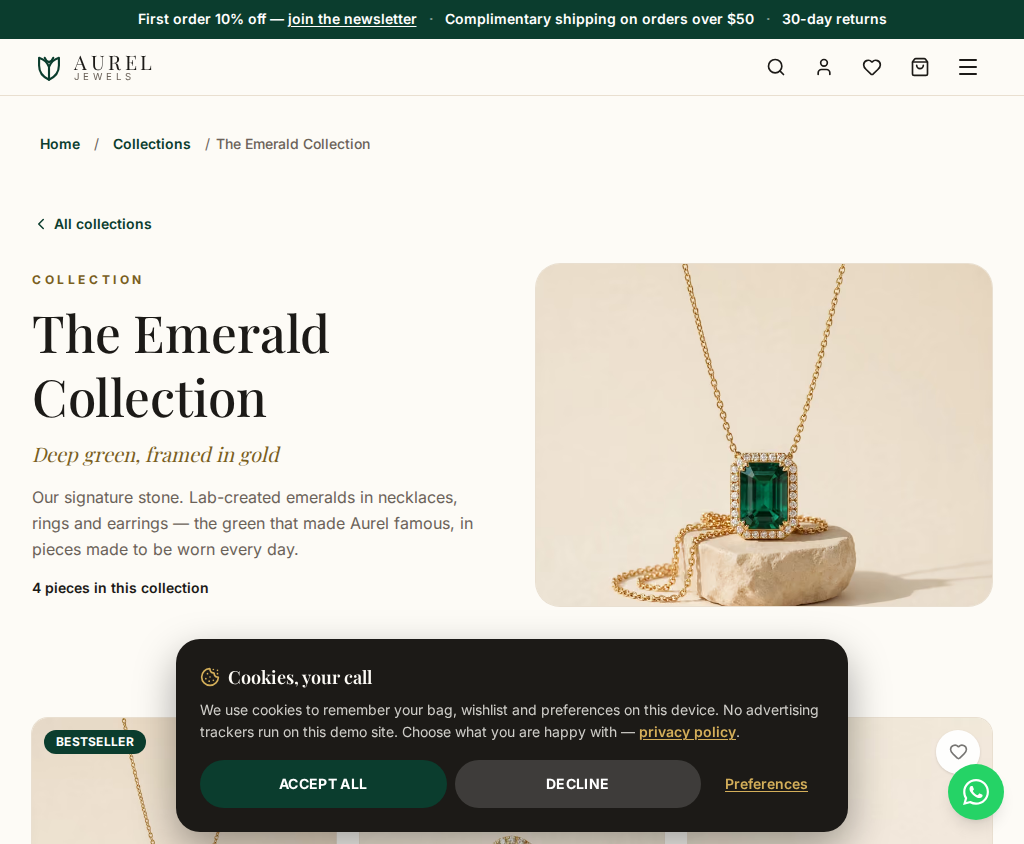 First order 10% off — join the newsletter · Complimentary shipping on orders over $50 · 30-day returns
AUREL
JEWELS
Home / Collections / The Emerald Collection
All collections
COLLECTION
The Emerald
Collection
Deep green, framed in gold
Our signature stone. Lab-created emeralds in necklaces,
rings and earrings — the green that made Aurel famous, in
pieces made to be worn every day.
4 pieces in this collection
BESTSELLER
Cookies, your call
We use cookies to remember your bag, wishlist and preferences on this device. No advertising
trackers run on this demo site. Choose what you are happy with — privacy policy.
ACCEPT ALL
DECLINE
Preferences